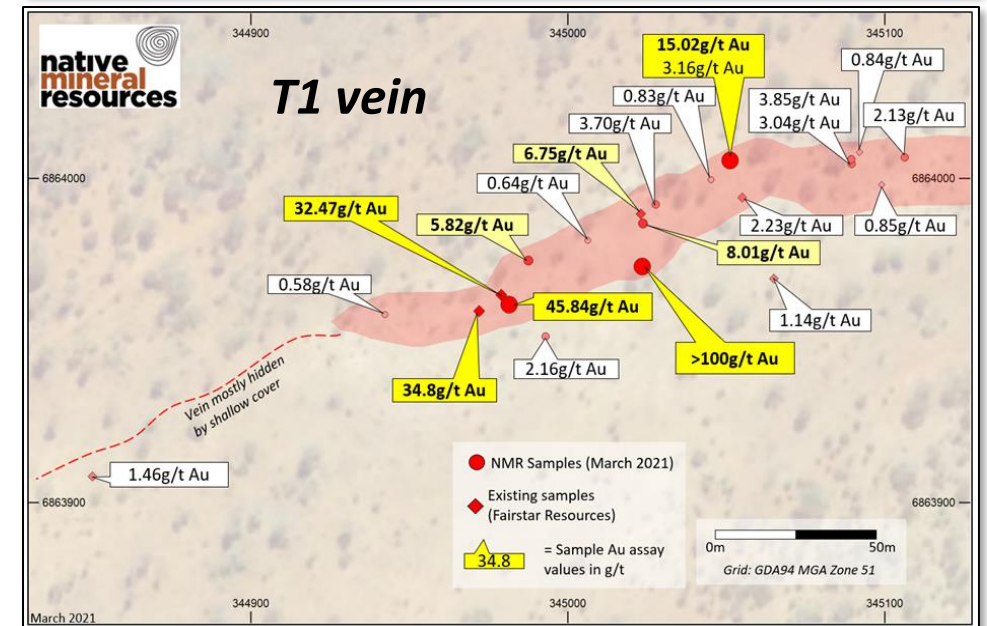 344900
345000
345100
native
mineral
resources
T1 vein
15.02g/t Au
3.16g/t Au
0.84g/t Au
0.83g/t Au
3.85g/t Au
3.04g/t Au
2.13g/t Au
3.70g/t Au
6.75g/t Au
6864000
6864000
0.64g/t Au
32.47g/t Au
5.82g/t Au
2.23g/t Au
0.85g/t Au
8.01g/t Au
0.58g/t Au
45.84g/t Au
1.14g/t Au
>100g/t Au
2.16g/t Au
34.8g/t Au
Vein mostly hidden
by shallow cover
1.46g/t Au
NMR Samples (March 2021)
Existing samples
(Fairstar Resources)
34.8
= Sample Au assay
values in g/t
6863900
6863900
0m
50m
Grid: GDA94 MGA Zone 51
344900
345000
345100
March 2021